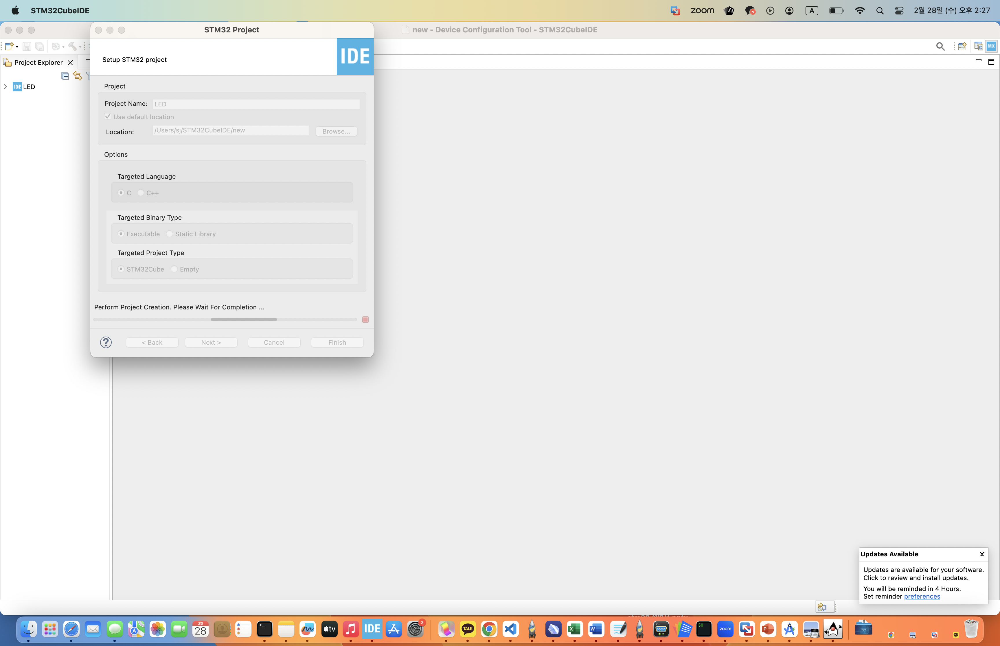 STM32CubeIDE
zoom
N
A
2월 28일 (수) 오후 2:27
STM32 Project
new - Device Configuration Tool - STM32CubeIDE
Setup STM32 project
IDE
MX
Project Explorer
IDE LED
Project
Project Name: LED
Use default location
Location: /Users/sj/STM32CubeIDE/new
Browse...
Options
Targeted Language
C C++
Targeted Binary Type
Executable Static Library
Targeted Project Type
STM32Cube Empty
Perform Project Creation. Please Wait For Completion ...
?
< Back
Next >
Cancel
Finish
Updates Available
Updates are available for your software.
Click to review and install updates.
You will be reminded in 4 Hours.
Set reminder preferences
2월
28
tv
IDE
3
TALK
zoom